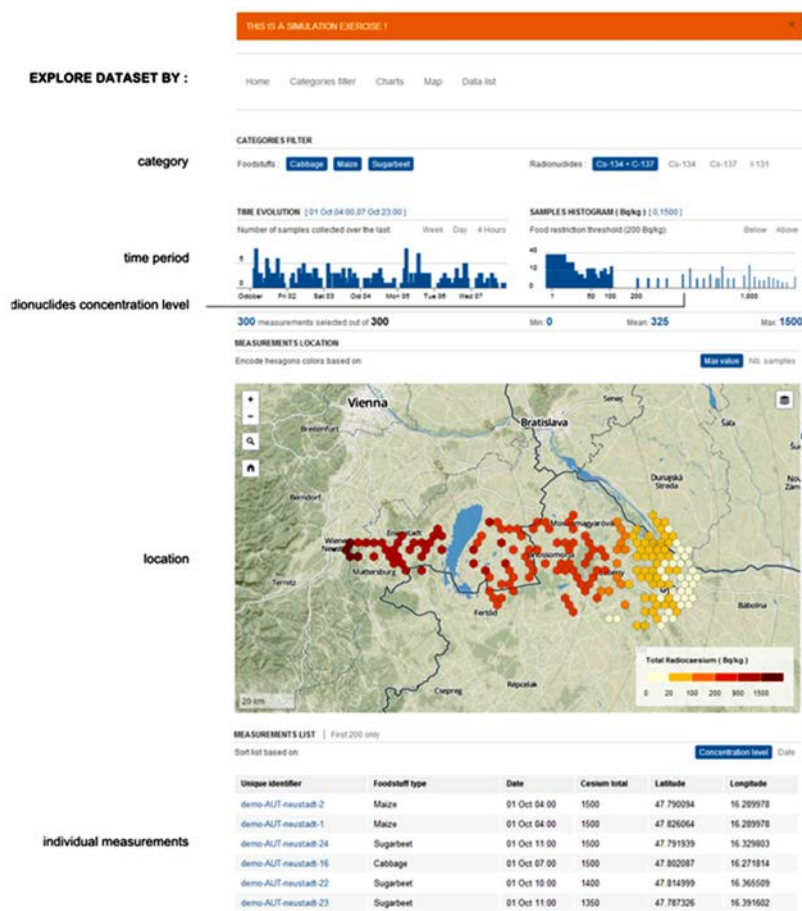 THIS IS A SIMULATION EXERCISE !
×
EXPLORE DATASET BY :
Home Categories filter Charts Map Data list
CATEGORIES FILTER
category
Foodstuffs : Cabbage Maize Sugarbeet
Radionuclides : Cs-134 + C-137 Cs-134 Cs-137 I-131
TIME EVOLUTION [ 01 Oct 04:00,07 Oct 23:00 ]
SAMPLES HISTOGRAM ( Bq/kg ) [ 0,1500 ]
Number of samples collected over the last: Week Day 4 Hours
Food restriction threshold (200 Bq/kg): Below Above
time period
5
0
October Fri 02 Sat 03 Oct 04 Mon 05 Tue 06 Wed 07
40
20
0
1 50 100 200 1,000
dionuclides concentration level
300 measurements selected out of 300
Min: 0 Mean: 325 Max: 1500
MEASUREMENTS LOCATION
Encode hexagons colors based on:
Max value Nb. samples
+
−
Vienna
Senec
Bratislava
Breitenfurt
Šala
Dunajská
Streda
Berndorf
Eisenstadt
Wiener
Mattersburg
location
Ternitz
Fertőd
Bábolna
Csepreg
Répcelak
20 km
Total Radiocaesium ( Bq/kg )
0 20 100 200 900 1500
MEASUREMENTS LIST | First 200 only
Sort list based on:
Concentration level Date
Unique identifier Foodstuff type Date Cesium total Latitude Longitude
demo-AUT-neustadt-2 Maize 01 Oct 04:00 1500 47.790094 16.289978
demo-AUT-neustadt-1 Maize 01 Oct 04:00 1500 47.826064 16.289978
demo-AUT-neustadt-24 Sugarbeet 01 Oct 11:00 1500 47.791939 16.329803
individual measurements
demo-AUT-neustadt-16 Cabbage 01 Oct 07:00 1500 47.802087 16.271814
demo-AUT-neustadt-22 Sugarbeet 01 Oct 10:00 1400 47.814999 16.365509
demo-AUT-neustadt-23 Sugarbeet 01 Oct 11:00 1350 47.787326 16.391602